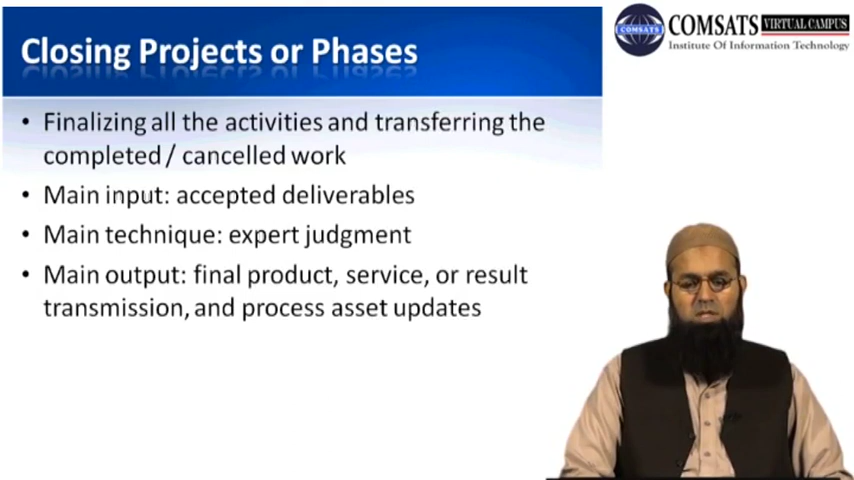 Closing Projects or Phases
COMSATS VIRTUAL CAMPUS
COMSATS
Institute Of Information Technology
• Finalizing all the activities and transferring the
completed / cancelled work
• Main input: accepted deliverables
• Main technique: expert judgment
• Main output: final product, service, or result
transmission, and process asset updates